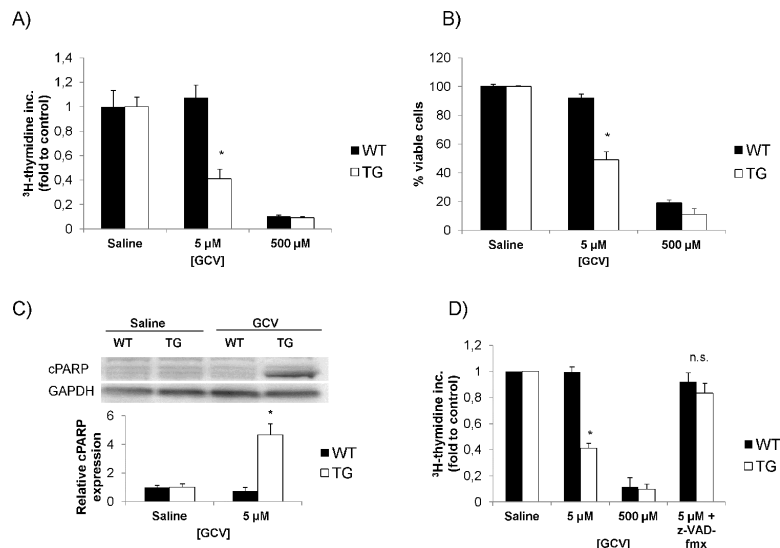 A)
³H-thymidine inc.
(fold to control)
1,4
1,2
1
0,8
0,6
0,4
0,2
0
*
WT
TG
Saline
5 µM
500 µM
[GCV]
B)
% viable cells
120
100
80
60
40
20
0
*
WT
TG
Saline
5 µM
500 µM
[GCV]
C)
Saline GCV
WT TG WT TG
cPARP
GAPDH
Relative cPARP
expression
6
4
2
0
*
WT
TG
Saline
5 µM
[GCV]
D)
³H-thymidine inc.
(fold to control)
1,2
1
0,8
0,6
0,4
0,2
0
*
n.s.
WT
TG
Saline
5 µM
500 µM
5 µM +
z-VAD-
fmx
[GCV]